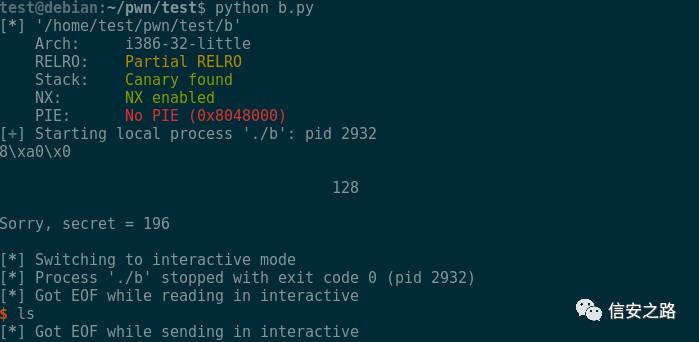 test@debian:~/pwn/test$ python b.py
[*] '/home/test/pwn/test/b'
    Arch:     i386-32-little
    RELRO:    Partial RELRO
    Stack:    Canary found
    NX:       NX enabled
    PIE:      No PIE (0x8048000)
[+] Starting local process './b': pid 2932
8\xa0\x0
                                        128
Sorry, secret = 196
[*] Switching to interactive mode
[*] Process './b' stopped with exit code 0 (pid 2932)
[*] Got EOF while reading in interactive
$ ls
[*] Got EOF while sending in interactive
信安之路